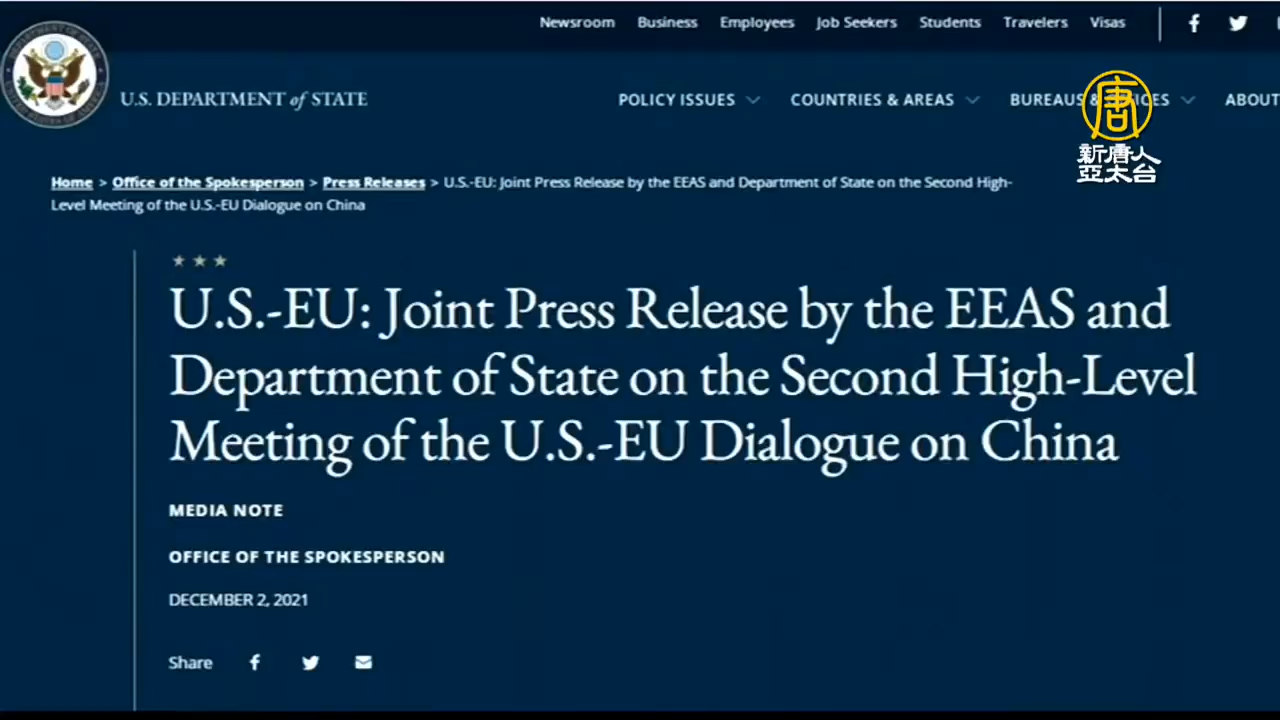 Newsroom Business Employees Job Seekers Students Travelers Visas
U.S. DEPARTMENT of STATE
POLICY ISSUES COUNTRIES & AREAS BUREAUS & ABOUT
唐
新唐人
亞太台
Home > Office of the Spokesperson > Press Releases > U.S.-EU: Joint Press Release by the EEAS and Department of State on the Second High-
Level Meeting of the U.S.-EU Dialogue on China
U.S.-EU: Joint Press Release by the EEAS and
Department of State on the Second High-Level
Meeting of the U.S.-EU Dialogue on China
MEDIA NOTE
OFFICE OF THE SPOKESPERSON
DECEMBER 2, 2021
Share